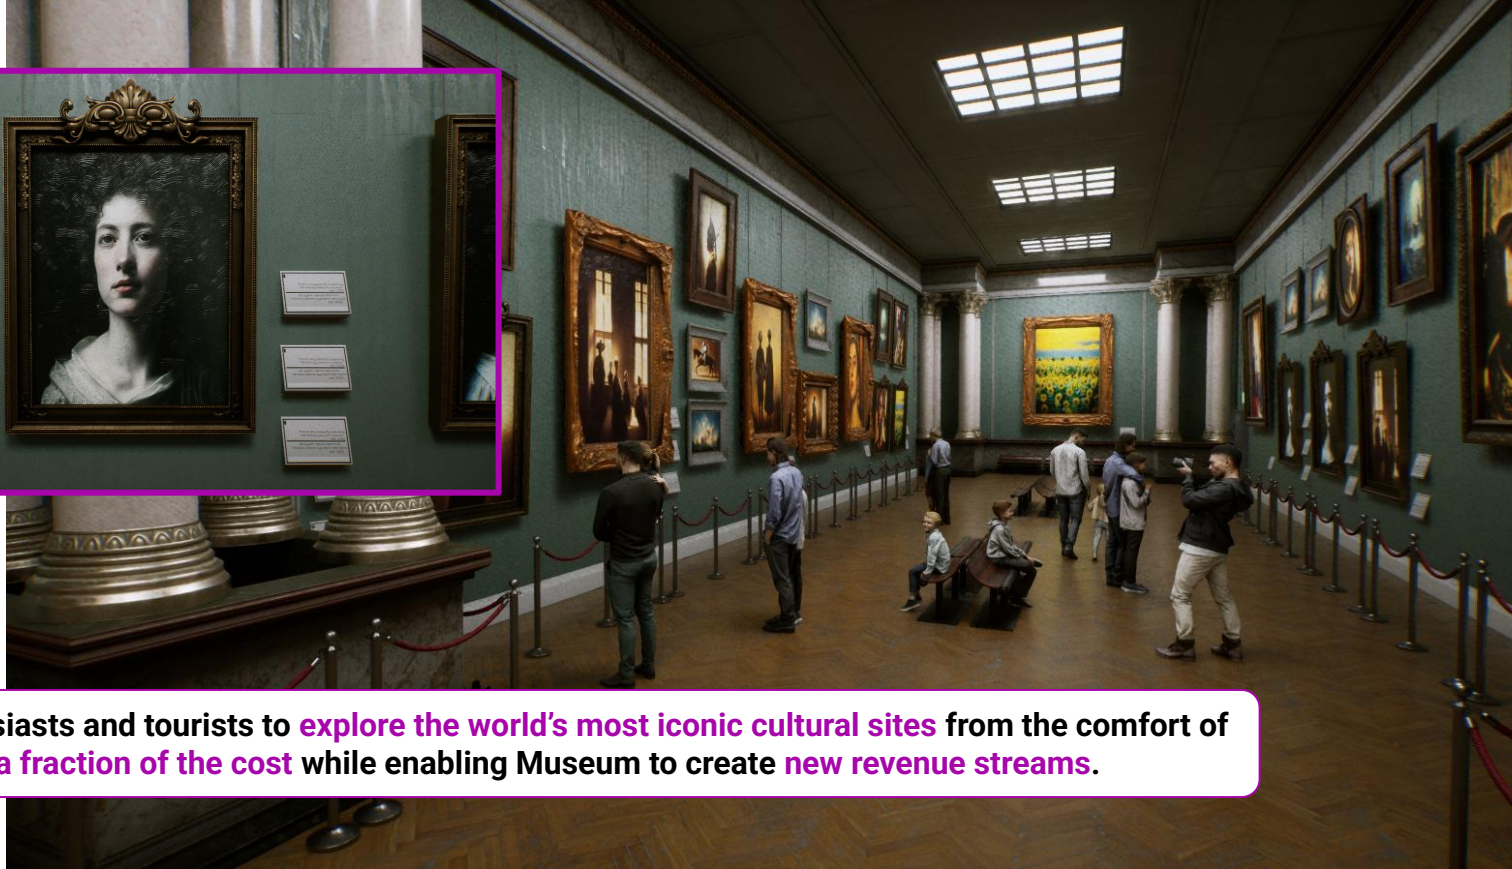 siasts and tourists to explore the world’s most iconic cultural sites from the comfort of
a fraction of the cost while enabling Museum to create new revenue streams.